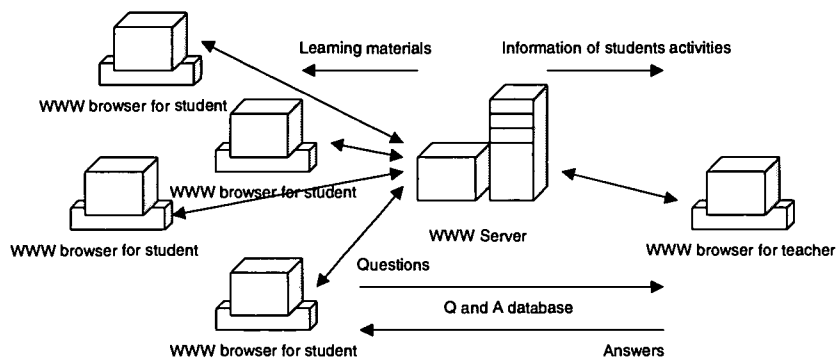 Learning materials
Information of students activities
WWW browser for student
WWW browser for student
WWW browser for student
WWW Server
WWW browser for teacher
Questions
Q and A database
WWW browser for student
Answers